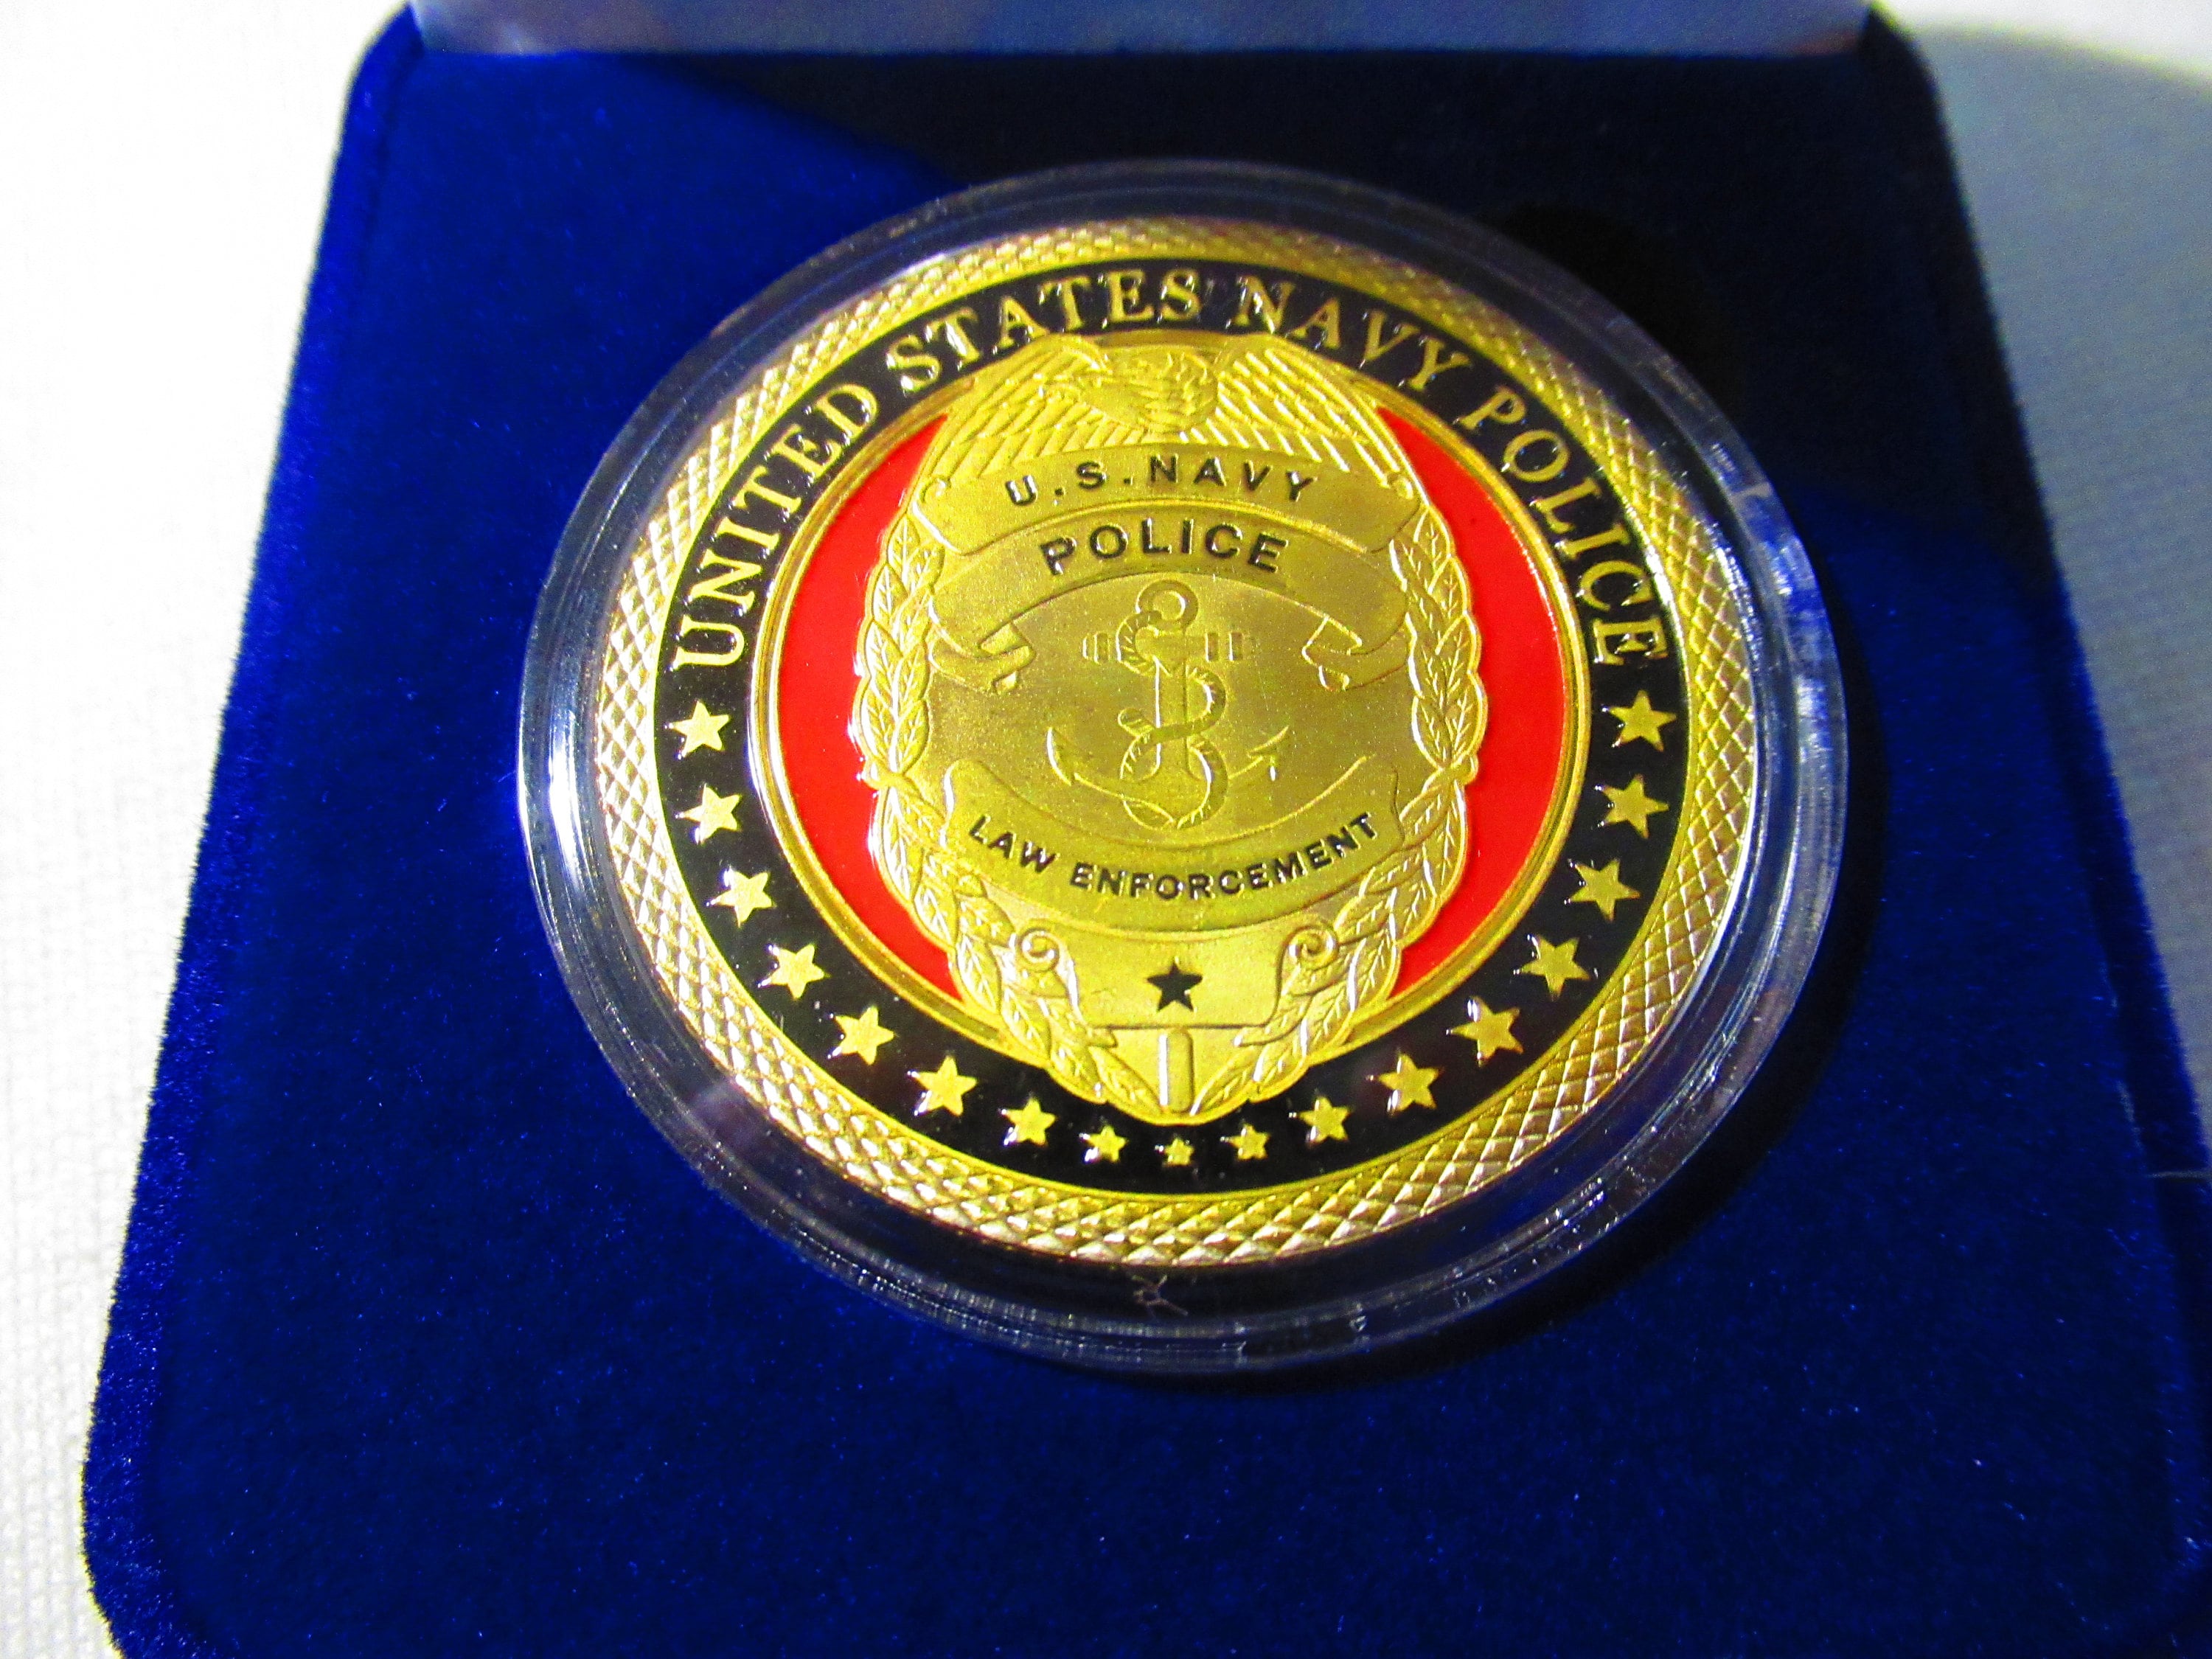 UNITED STATES NAVY POLICE
U.S. NAVY
POLICE
LAW ENFORCEMENT